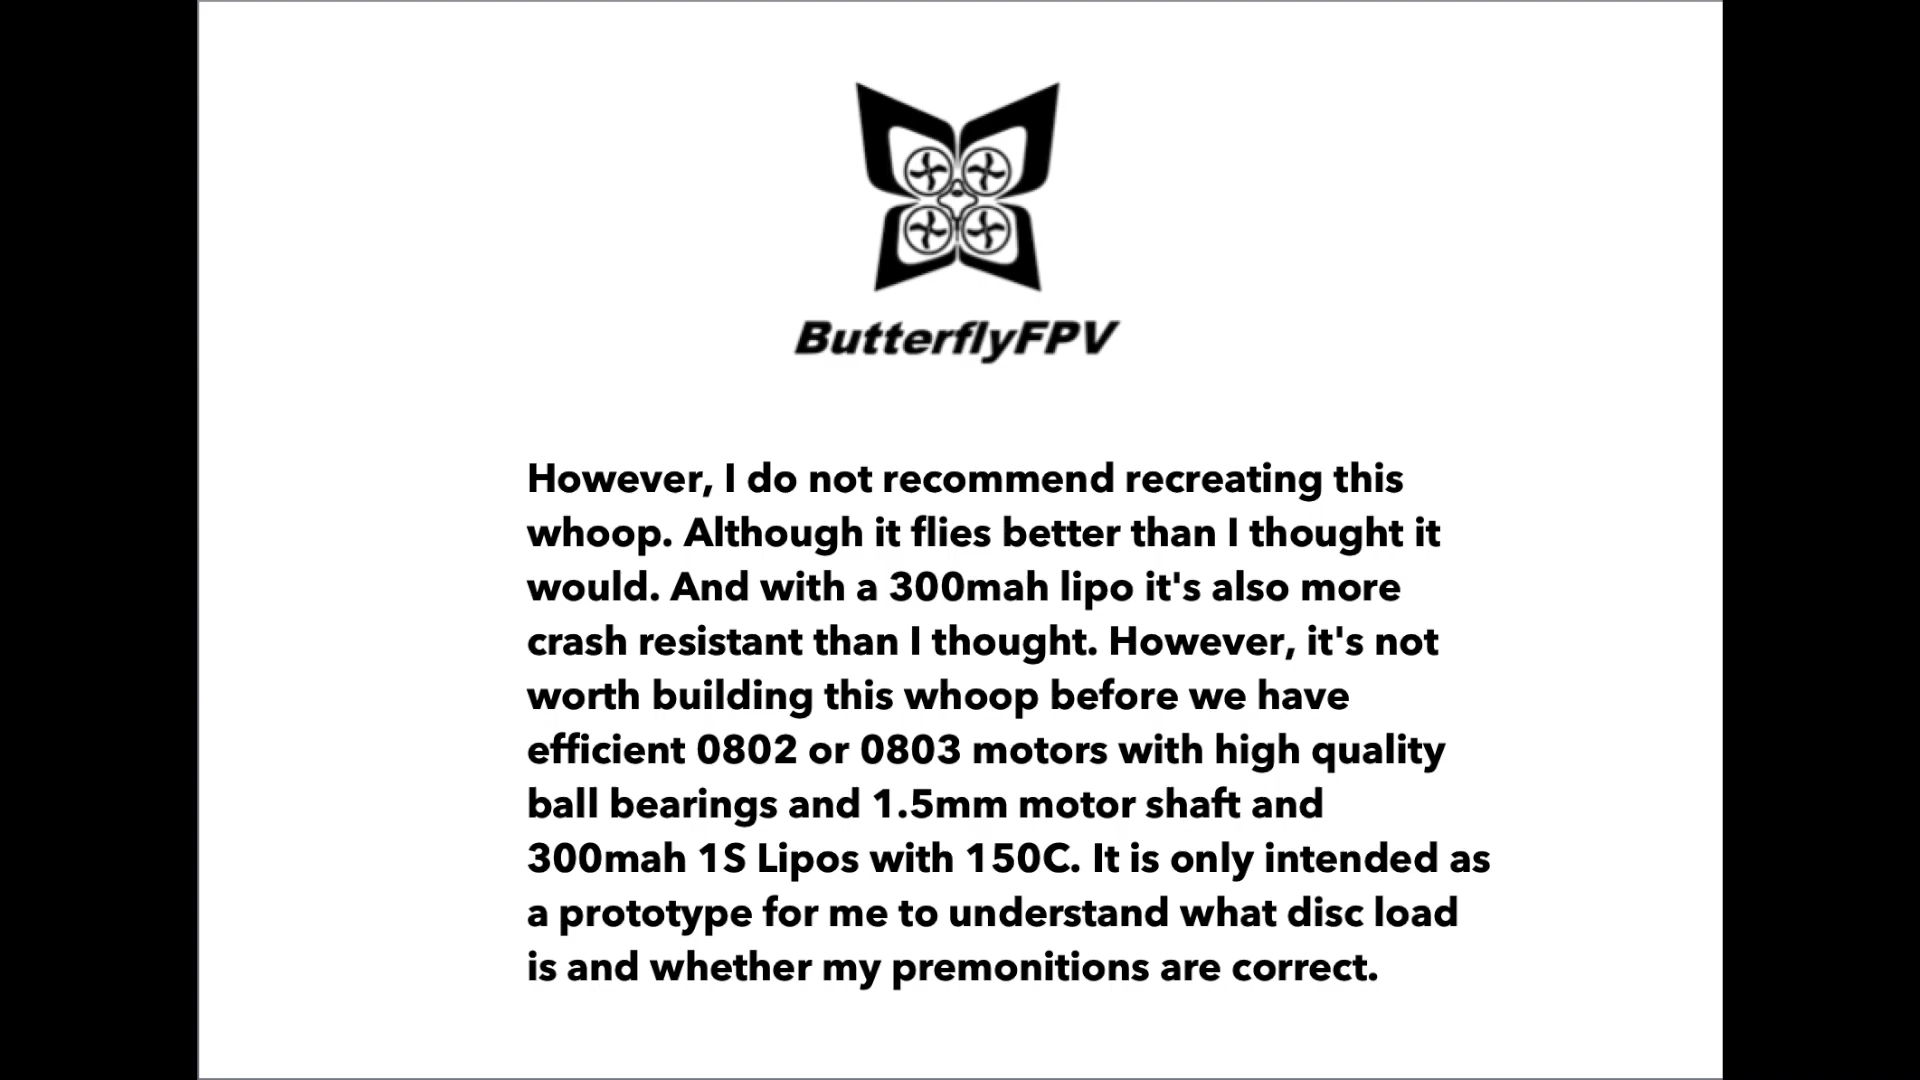 ButterflyFPV
However, I do not recommend recreating this
whoop. Although it flies better than I thought it
would. And with a 300mah lipo it's also more
crash resistant than I thought. However, it's not
worth building this whoop before we have
efficient 0802 or 0803 motors with high quality
ball bearings and 1.5mm motor shaft and
300mah 1S Lipos with 150C. It is only intended as
a prototype for me to understand what disc load
is and whether my premonitions are correct.